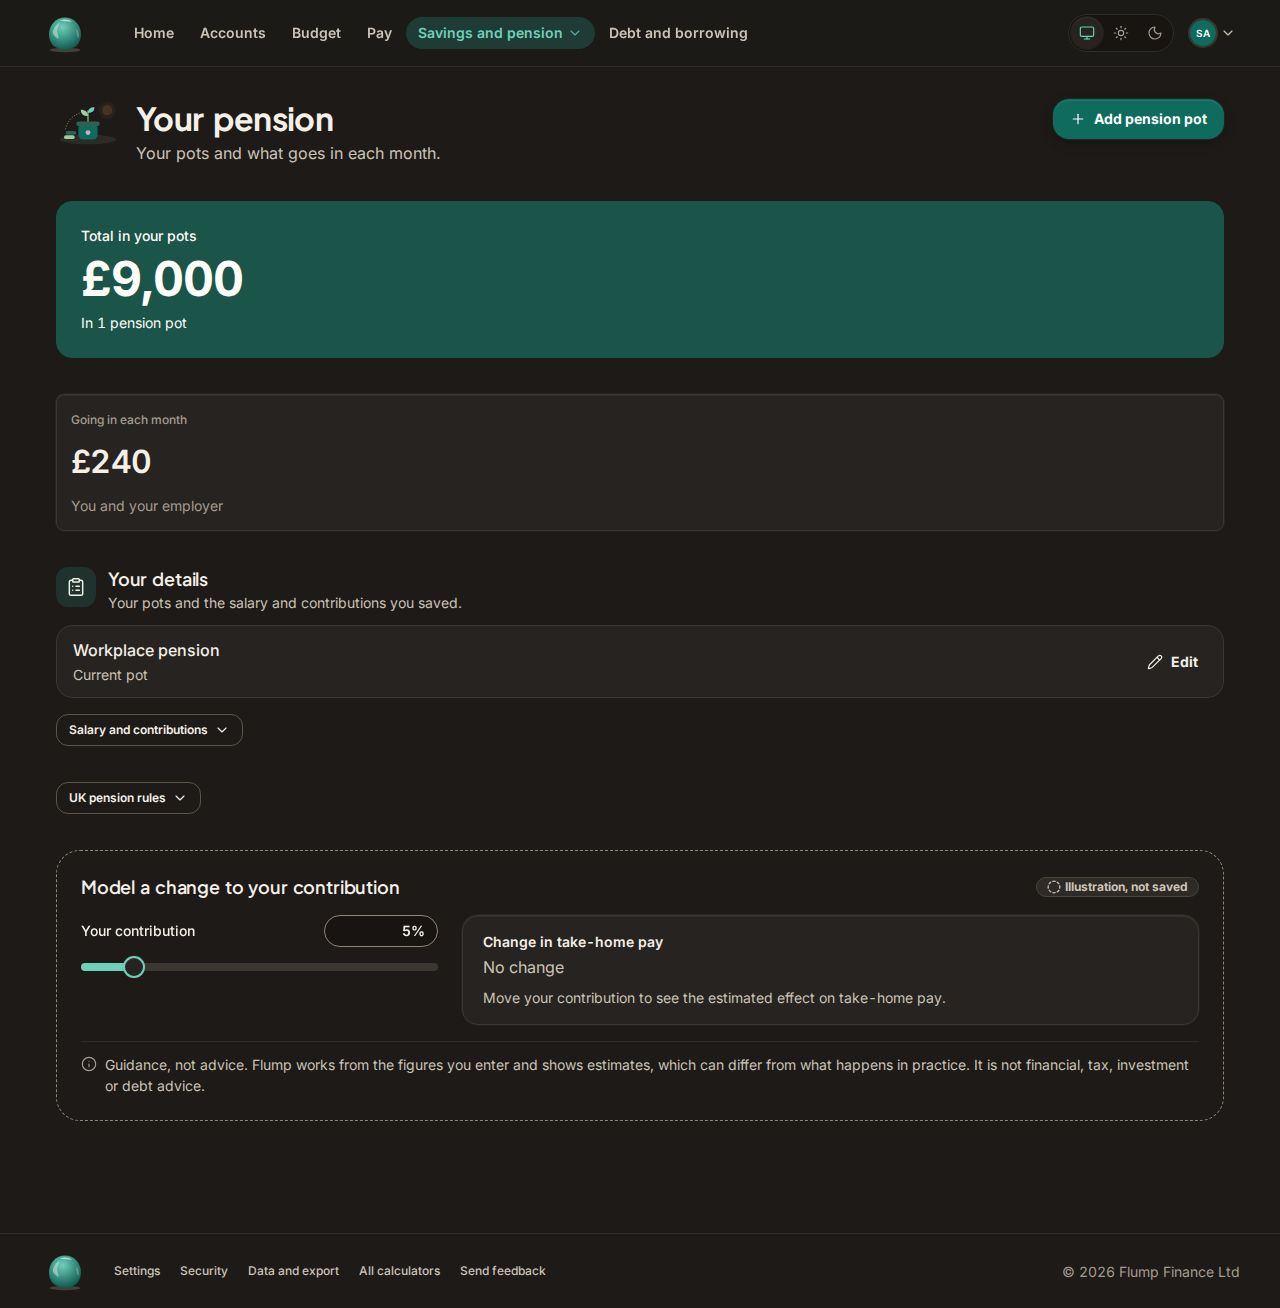 Home
Accounts
Budget
Pay
Savings and pension
Debt and borrowing
SA
Your pension
Your pots and what goes in each month.
Add pension pot
Total in your pots
£9,000
In 1 pension pot
Going in each month
£240
You and your employer
Your details
Your pots and the salary and contributions you saved.
Workplace pension
Current pot
Edit
Salary and contributions
UK pension rules
Model a change to your contribution
Illustration, not saved
Your contribution
5%
Change in take-home pay
No change
Move your contribution to see the estimated effect on take-home pay.
Guidance, not advice. Flump works from the figures you enter and shows estimates, which can differ from what happens in practice. It is not financial, tax, investment
or debt advice.
Settings
Security
Data and export
All calculators
Send feedback
© 2026 Flump Finance Ltd